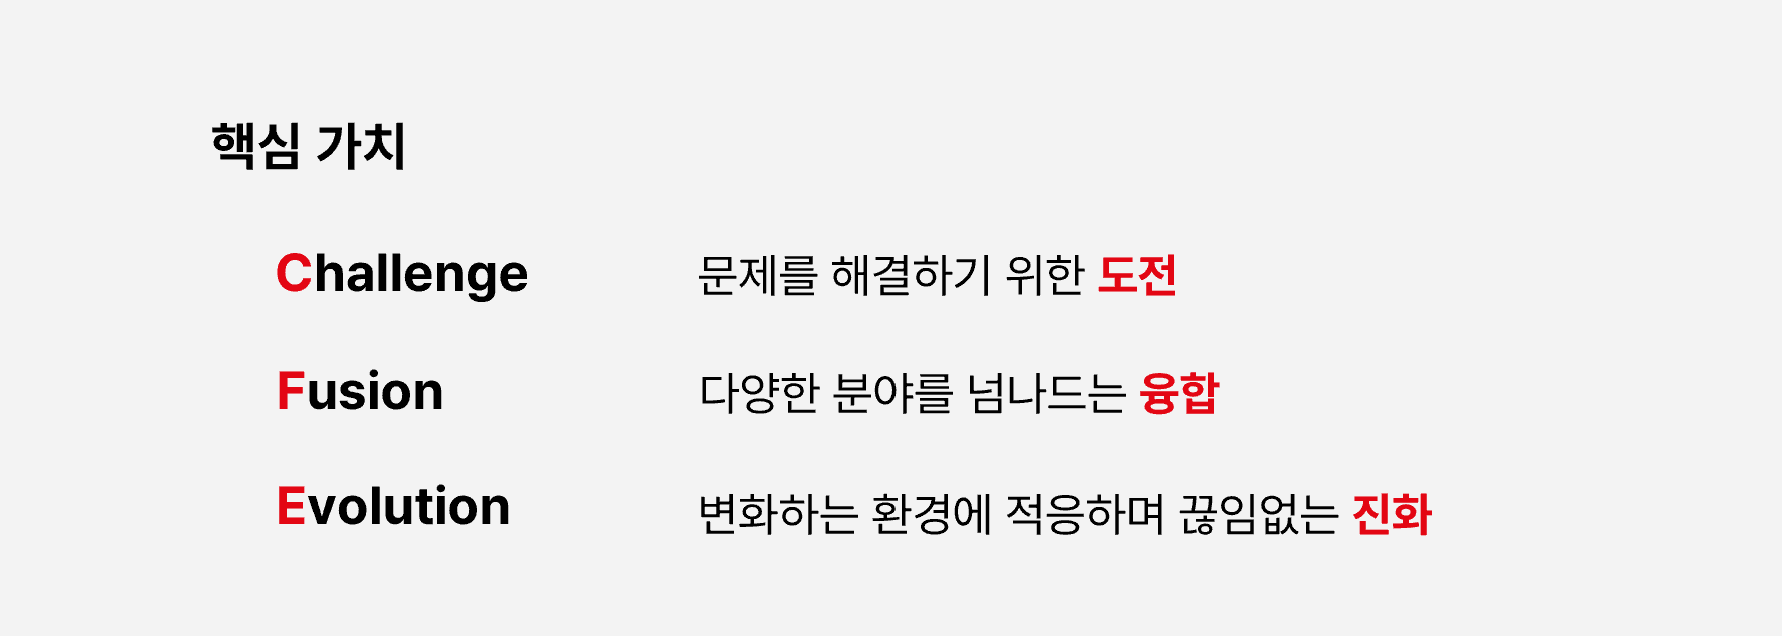 핵심 가치
Challenge 문제를 해결하기 위한 도전
Fusion 다양한 분야를 넘나드는 융합
Evolution 변화하는 환경에 적응하며 끊임없는 진화